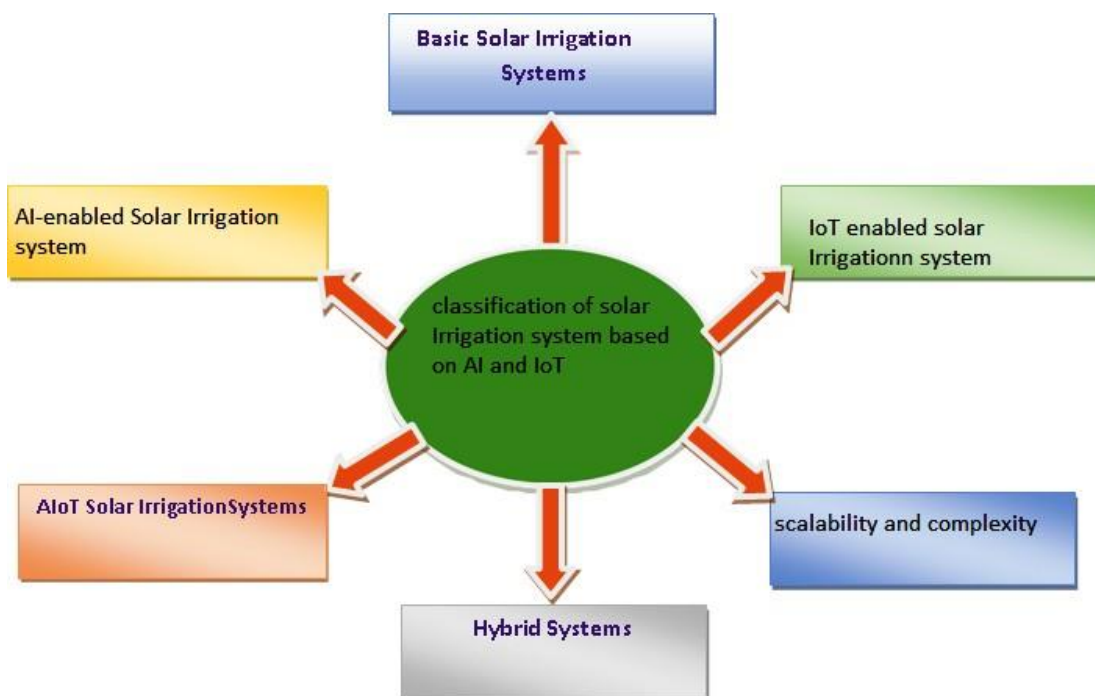 Basic Solar Irrigation
Systems
AI-enabled Solar Irrigation
system
IoT enabled solar
Irrigationn system
classification of solar
Irrigation system based
on AI and IoT
AIoT Solar IrrigationSystems
scalability and complexity
Hybrid Systems